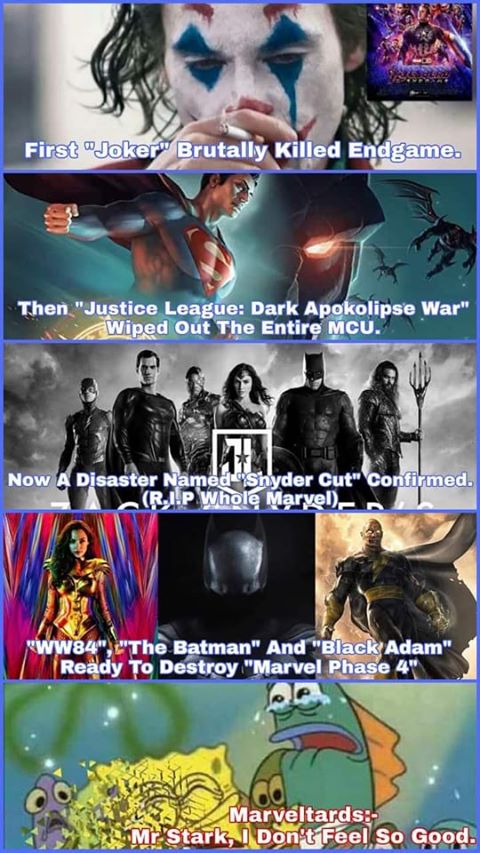 First "Joker" Brutally Killed Endgame.
Then "Justice League: Dark Apokolipse War"
Wiped Out The Entire MCU.
Now A Disaster Named "Snyder Cut" Confirmed.
(R.I.P Whole Marvel)
"WW84", "The Batman" And "Black Adam"
Ready To Destroy "Marvel Phase 4"
Marveltards:-
Mr Stark, I Don't Feel So Good.